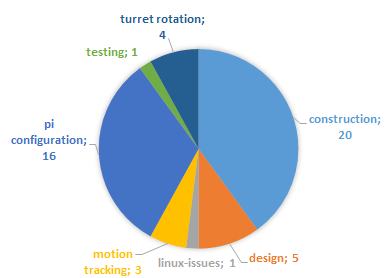 turret rotation;
4
testing; 1
construction;
20
pi
configuration;
16
motion
tracking; 3
linux-issues; 1
design; 5